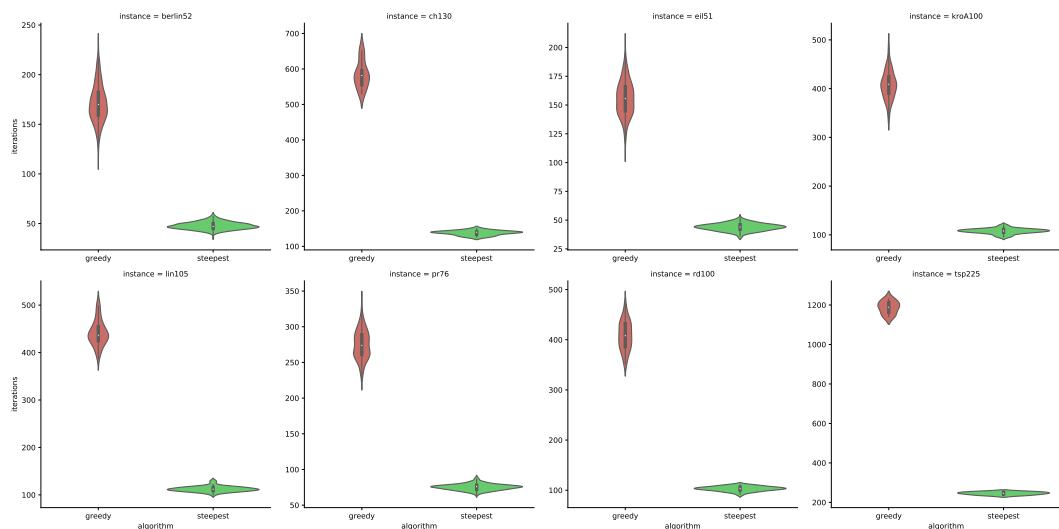 instance = berlin52
250
200
150
100
50
iterations
greedy
steepest
instance = ch130
700
600
500
400
300
200
100
greedy
steepest
instance = eil51
200
175
150
125
100
75
50
25
greedy
steepest
instance = kroA100
500
400
300
200
100
greedy
steepest
instance = lin105
500
400
300
200
100
iterations
greedy
steepest
algorithm
instance = pr76
350
300
250
200
150
100
50
greedy
steepest
algorithm
instance = rd100
500
400
300
200
100
greedy
steepest
algorithm
instance = tsp225
1200
1000
800
600
400
200
greedy
steepest
algorithm